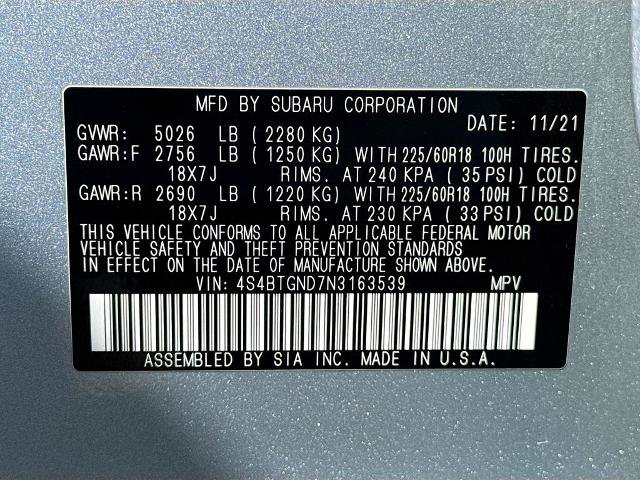 MFD BY SUBARU CORPORATION
DATE: 11/21
GVWR: 5026 LB ( 2280 KG)
GAWR:F 2756 LB ( 1250 KG) WITH 225/60R18 100H TIRES.
18X7J RIMS. AT 240 KPA ( 35 PSI) COLD
GAWR:R 2690 LB ( 1220 KG) WITH 225/60R18 100H TIRES.
18X7J RIMS. AT 230 KPA ( 33 PSI) COLD
THIS VEHICLE CONFORMS TO ALL APPLICABLE FEDERAL MOTOR
VEHICLE SAFETY AND THEFT PREVENTION STANDARDS
IN EFFECT ON THE DATE OF MANUFACTURE SHOWN ABOVE.
VIN: 4S4BTGND7N3163539 MPV
ASSEMBLED BY SIA INC. MADE IN U.S.A.